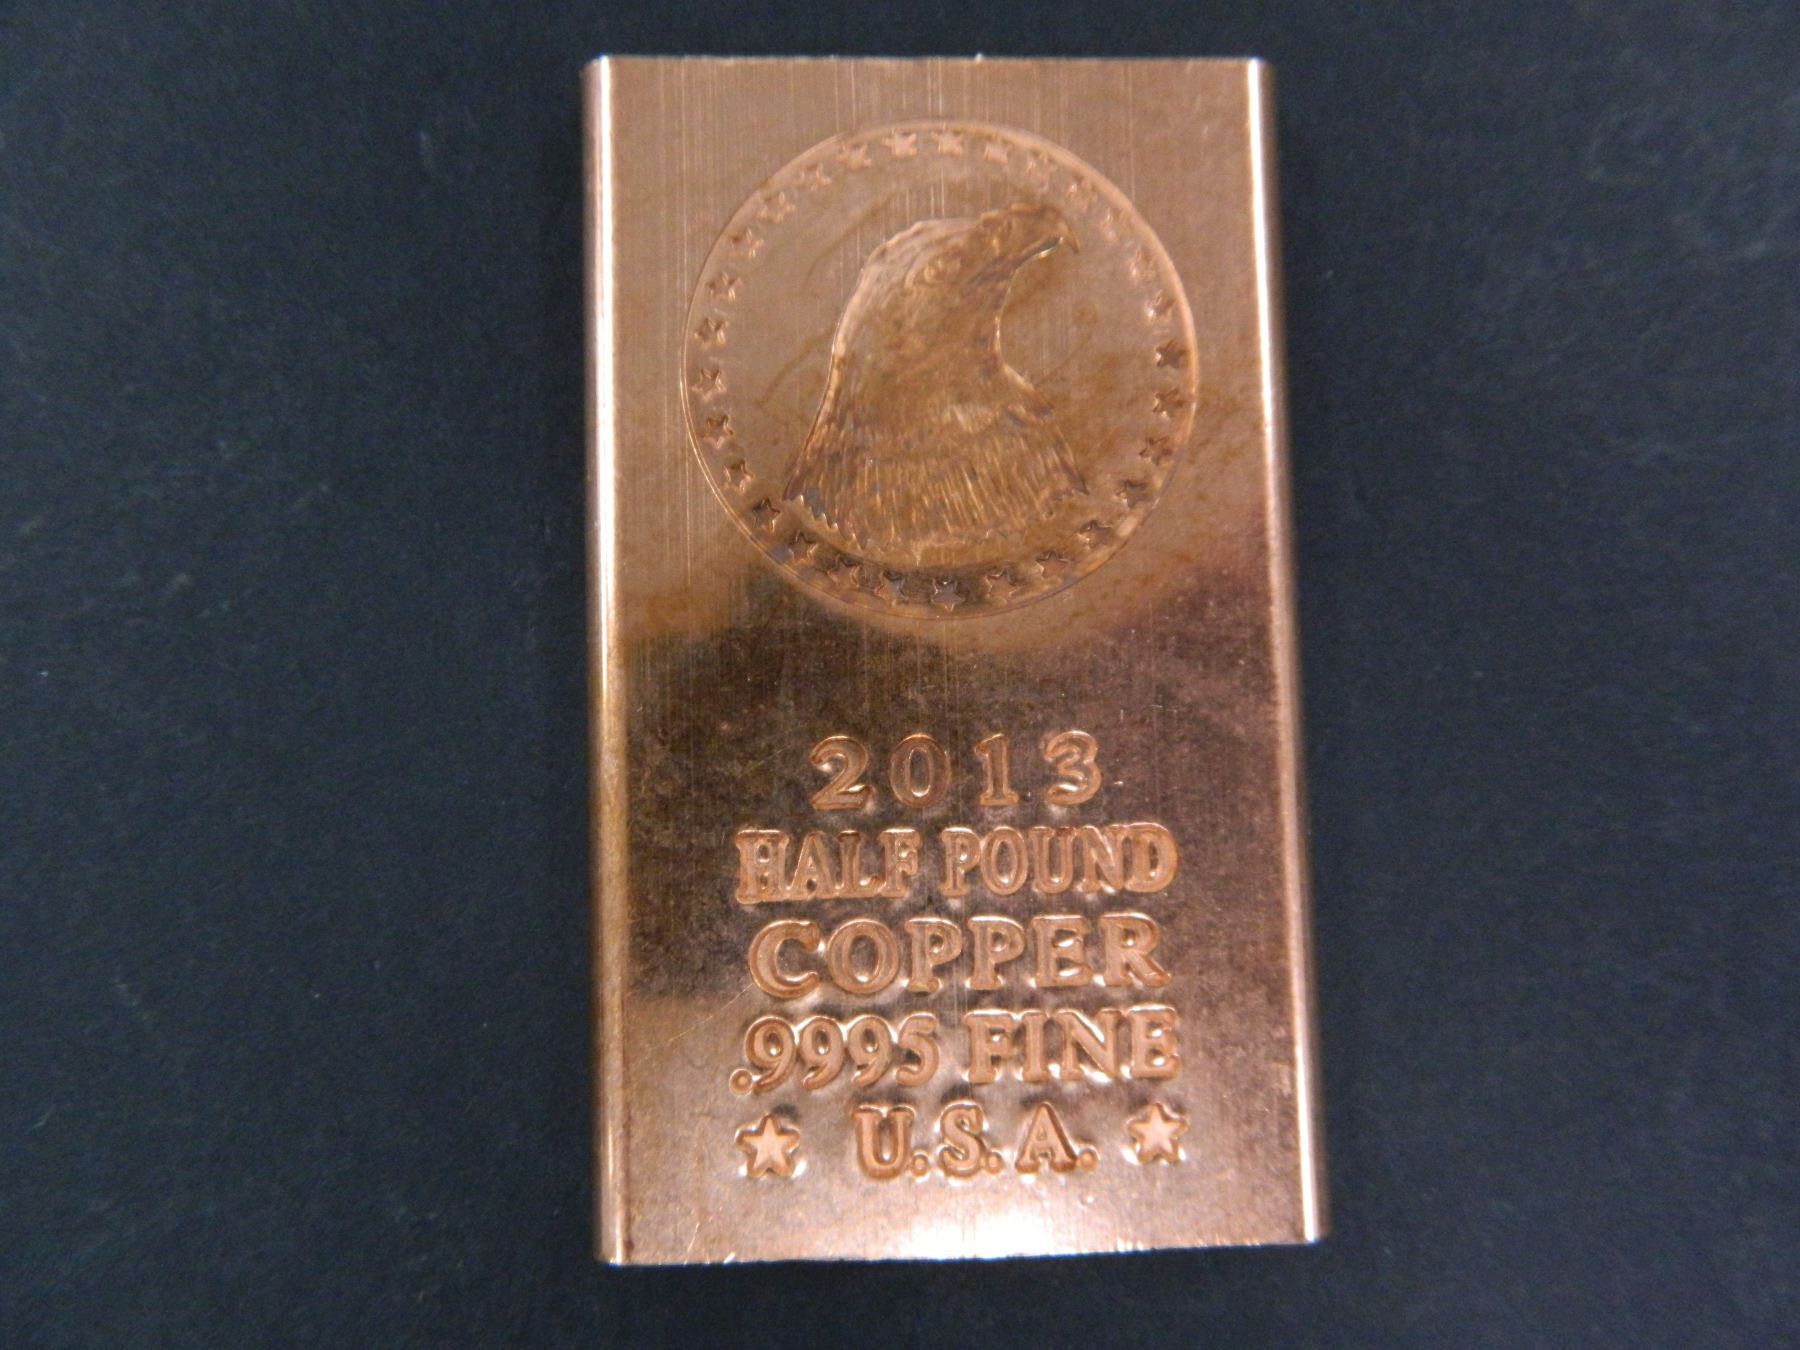 2013
HALF POUND
COPPER
.9995 FINE
U.S.A.